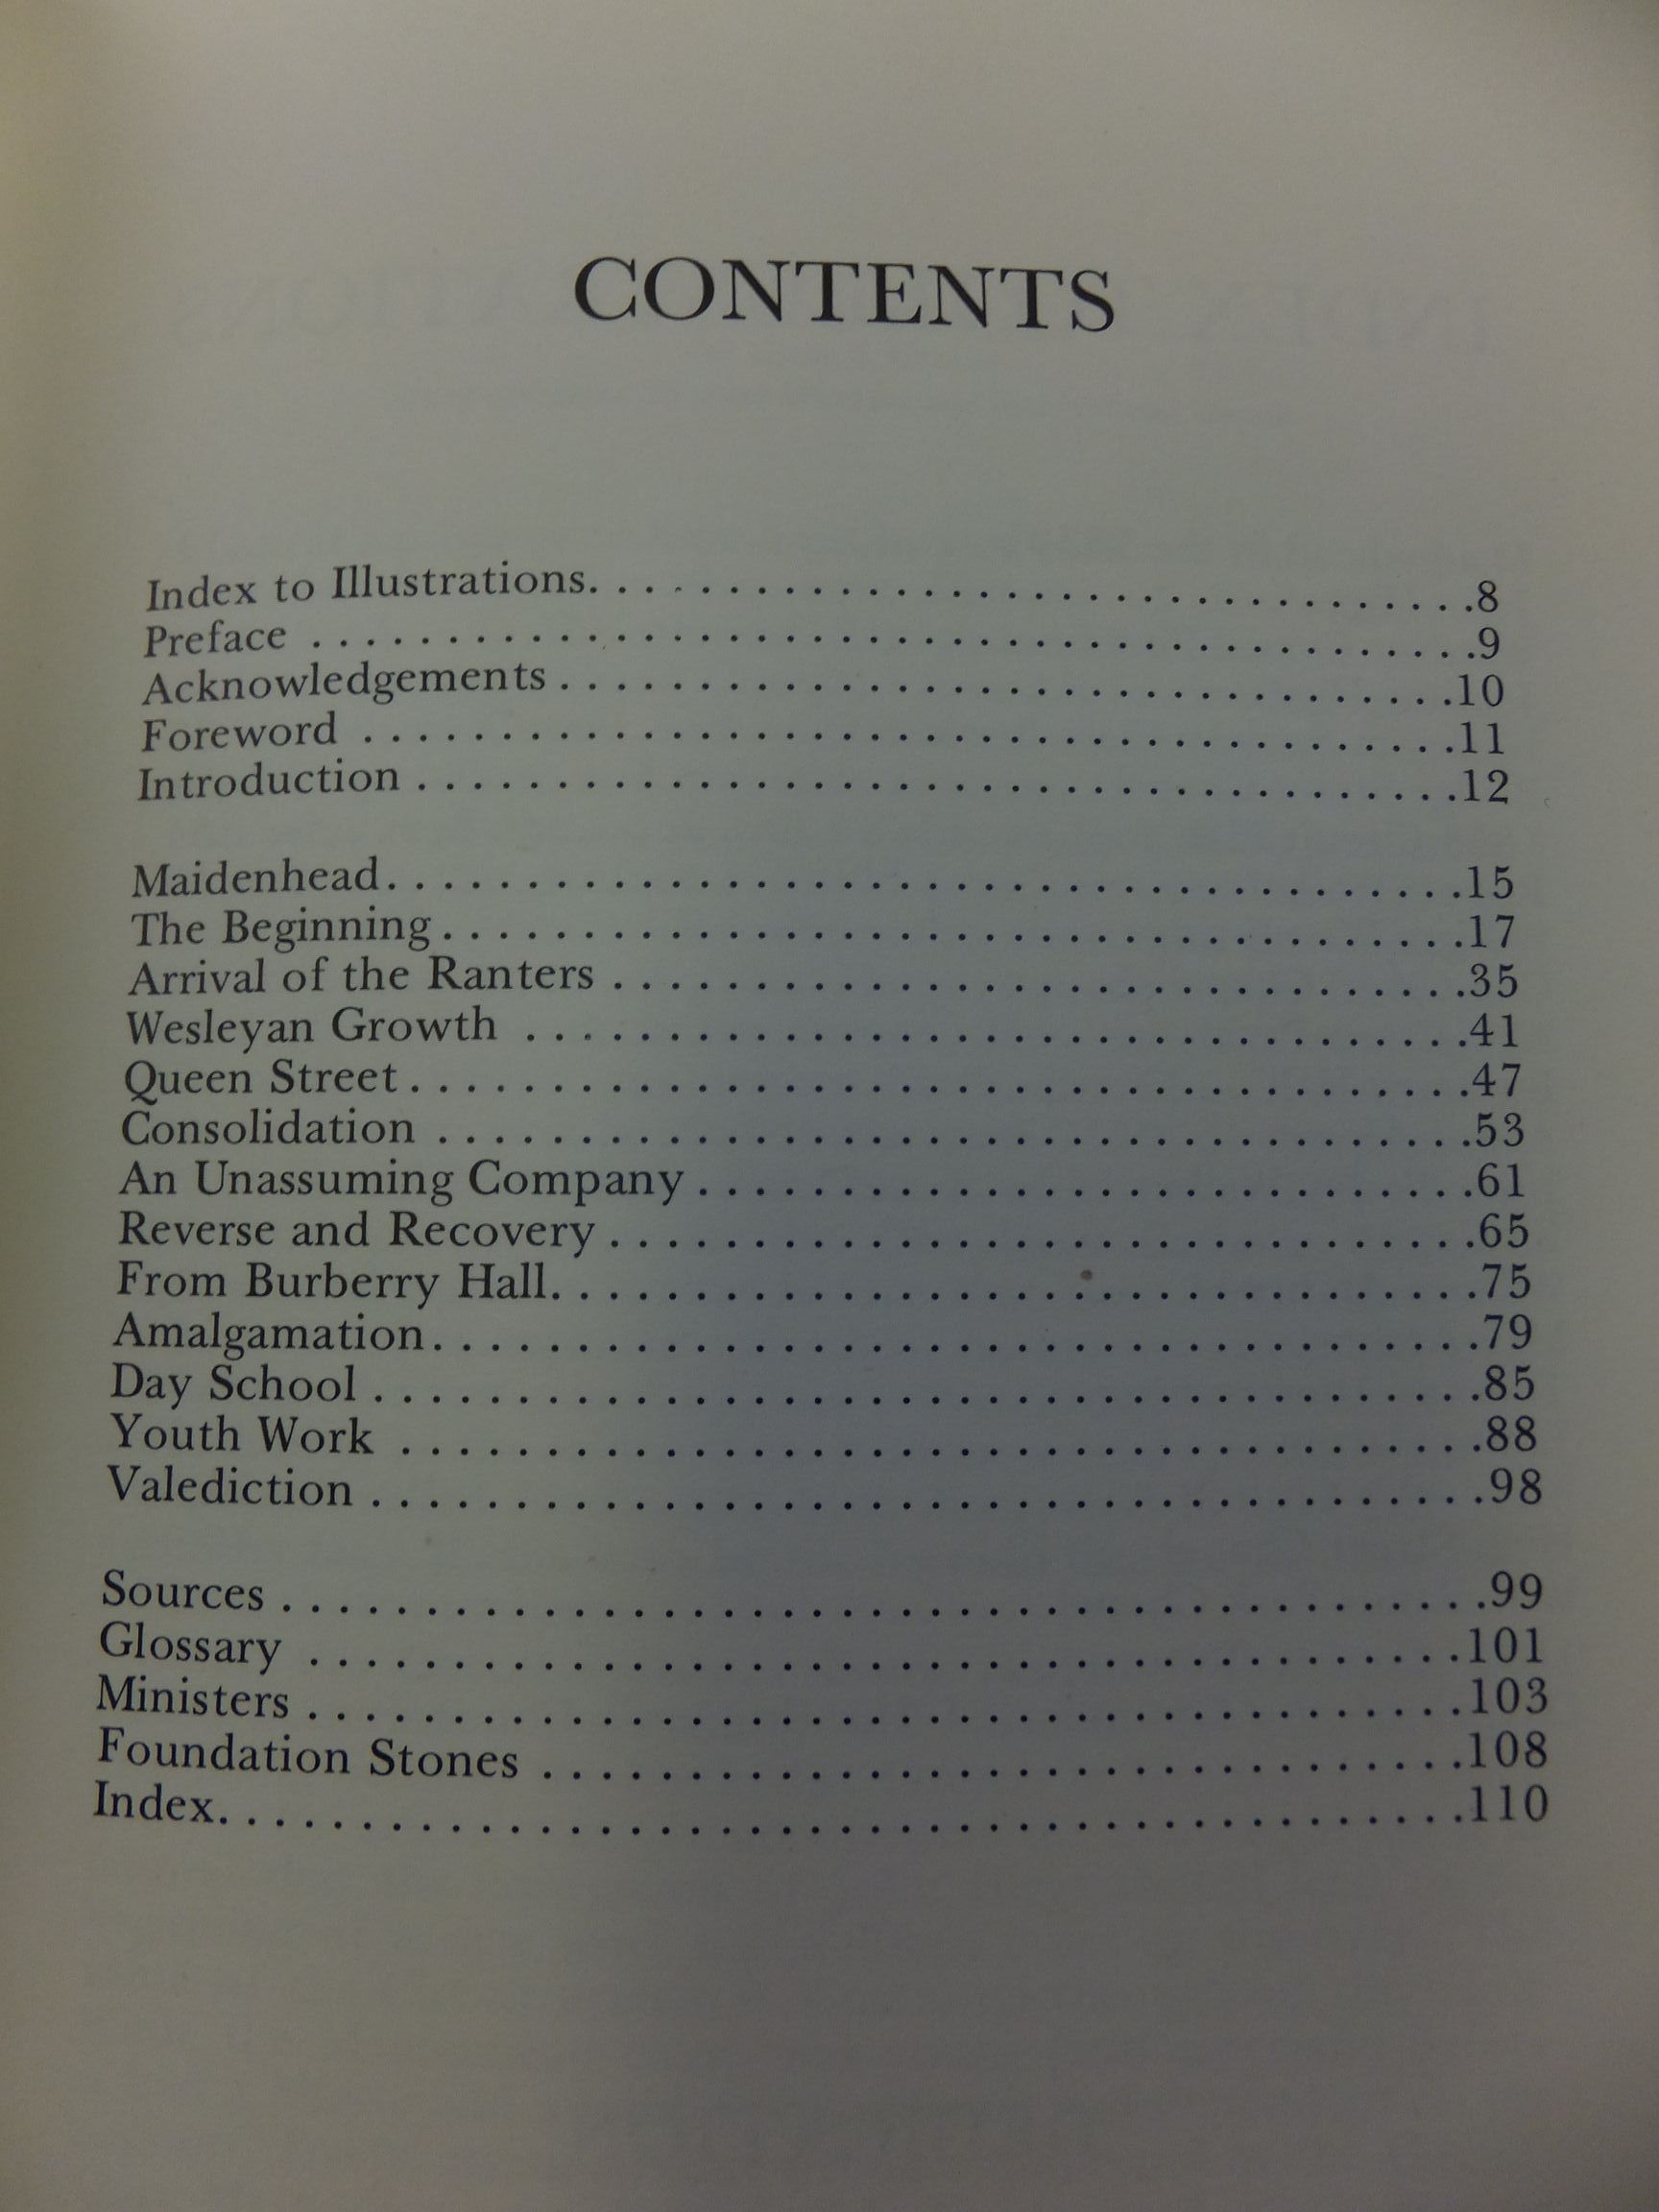 CONTENTS
Index to Illustrations. . . . . . . . . . . . . . . . . . . . . . . . . . . . . . . .8
Preface . . . . . . . . . . . . . . . . . . . . . . . . . . . . . . . . . . . . . . . . . .9
Acknowledgements . . . . . . . . . . . . . . . . . . . . . . . . . . . . . . . .10
Foreword . . . . . . . . . . . . . . . . . . . . . . . . . . . . . . . . . . . . . . .11
Introduction . . . . . . . . . . . . . . . . . . . . . . . . . . . . . . . . . . . . .12
Maidenhead. . . . . . . . . . . . . . . . . . . . . . . . . . . . . . . . . . . . . .15
The Beginning . . . . . . . . . . . . . . . . . . . . . . . . . . . . . . . . . . . .17
Arrival of the Ranters . . . . . . . . . . . . . . . . . . . . . . . . . . . . . .35
Wesleyan Growth . . . . . . . . . . . . . . . . . . . . . . . . . . . . . . . . .41
Queen Street . . . . . . . . . . . . . . . . . . . . . . . . . . . . . . . . . . . . .47
Consolidation . . . . . . . . . . . . . . . . . . . . . . . . . . . . . . . . . . . .53
An Unassuming Company . . . . . . . . . . . . . . . . . . . . . . . . . . .61
Reverse and Recovery . . . . . . . . . . . . . . . . . . . . . . . . . . . . . .65
From Burberry Hall. . . . . . . . . . . . . . . . . . . . . . . . . . . . . . . .75
Amalgamation. . . . . . . . . . . . . . . . . . . . . . . . . . . . . . . . . . . .79
Day School . . . . . . . . . . . . . . . . . . . . . . . . . . . . . . . . . . . . . .85
Youth Work . . . . . . . . . . . . . . . . . . . . . . . . . . . . . . . . . . . . .88
Valediction . . . . . . . . . . . . . . . . . . . . . . . . . . . . . . . . . . . . . .98
Sources . . . . . . . . . . . . . . . . . . . . . . . . . . . . . . . . . . . . . . . . .99
Glossary . . . . . . . . . . . . . . . . . . . . . . . . . . . . . . . . . . . . . . .101
Ministers . . . . . . . . . . . . . . . . . . . . . . . . . . . . . . . . . . . . . . .103
Foundation Stones . . . . . . . . . . . . . . . . . . . . . . . . . . . . . . .108
Index. . . . . . . . . . . . . . . . . . . . . . . . . . . . . . . . . . . . . . . . . .110